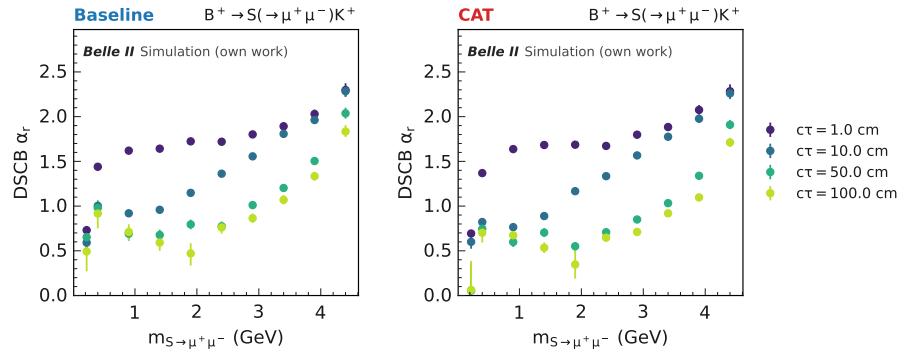 Baseline
B⁺ → S(→ μ⁺μ⁻)K⁺
Belle II Simulation (own work)
DSCB αᵣ
2.5
2.0
1.5
1.0
0.5
0.0
1 2 3 4
m_{S → μ⁺μ⁻} (GeV)
CAT
B⁺ → S(→ μ⁺μ⁻)K⁺
Belle II Simulation (own work)
DSCB αᵣ
2.5
2.0
1.5
1.0
0.5
0.0
1 2 3 4
m_{S → μ⁺μ⁻} (GeV)
cτ = 1.0 cm
cτ = 10.0 cm
cτ = 50.0 cm
cτ = 100.0 cm